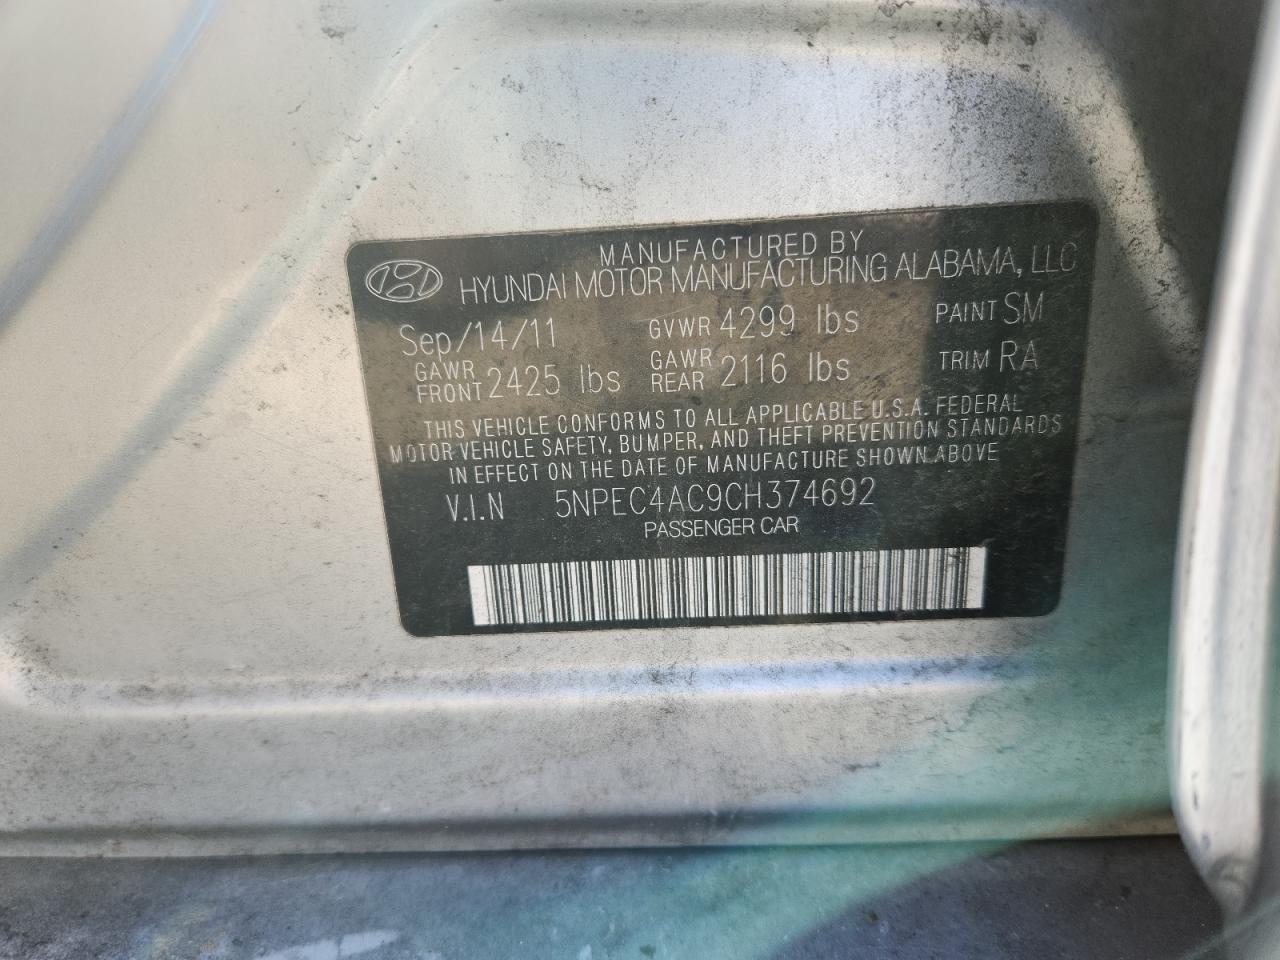 MANUFACTURED BY
HYUNDAI MOTOR MANUFACTURING ALABAMA, LLC
Sep/14/11 GVWR 4299 lbs PAINT SM
GAWR FRONT 2425 lbs GAWR REAR 2116 lbs TRIM RA
THIS VEHICLE CONFORMS TO ALL APPLICABLE U.S.A. FEDERAL
MOTOR VEHICLE SAFETY, BUMPER, AND THEFT PREVENTION STANDARDS
IN EFFECT ON THE DATE OF MANUFACTURE SHOWN ABOVE
V.I.N 5NPEC4AC9CH374692
PASSENGER CAR